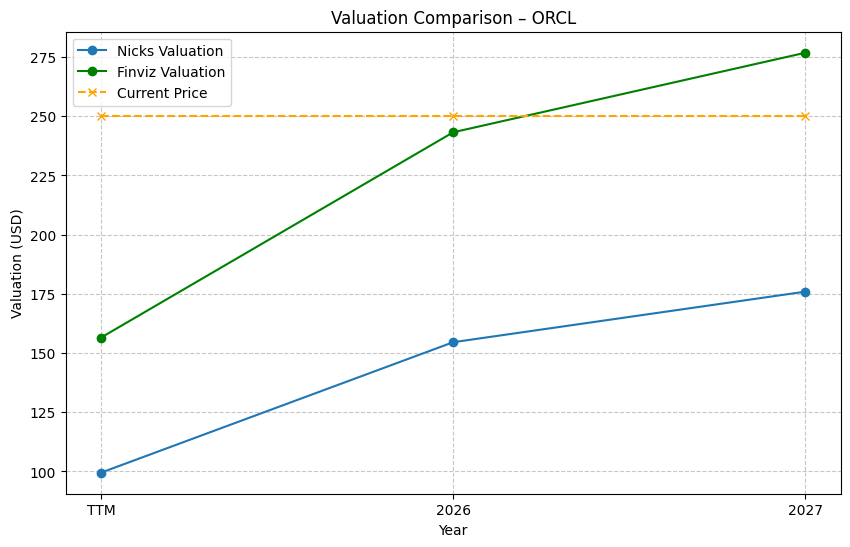 Valuation Comparison – ORCL
Nicks Valuation
Finviz Valuation
Current Price
275
250
225
200
175
150
125
100
Valuation (USD)
TTM
2026
2027
Year